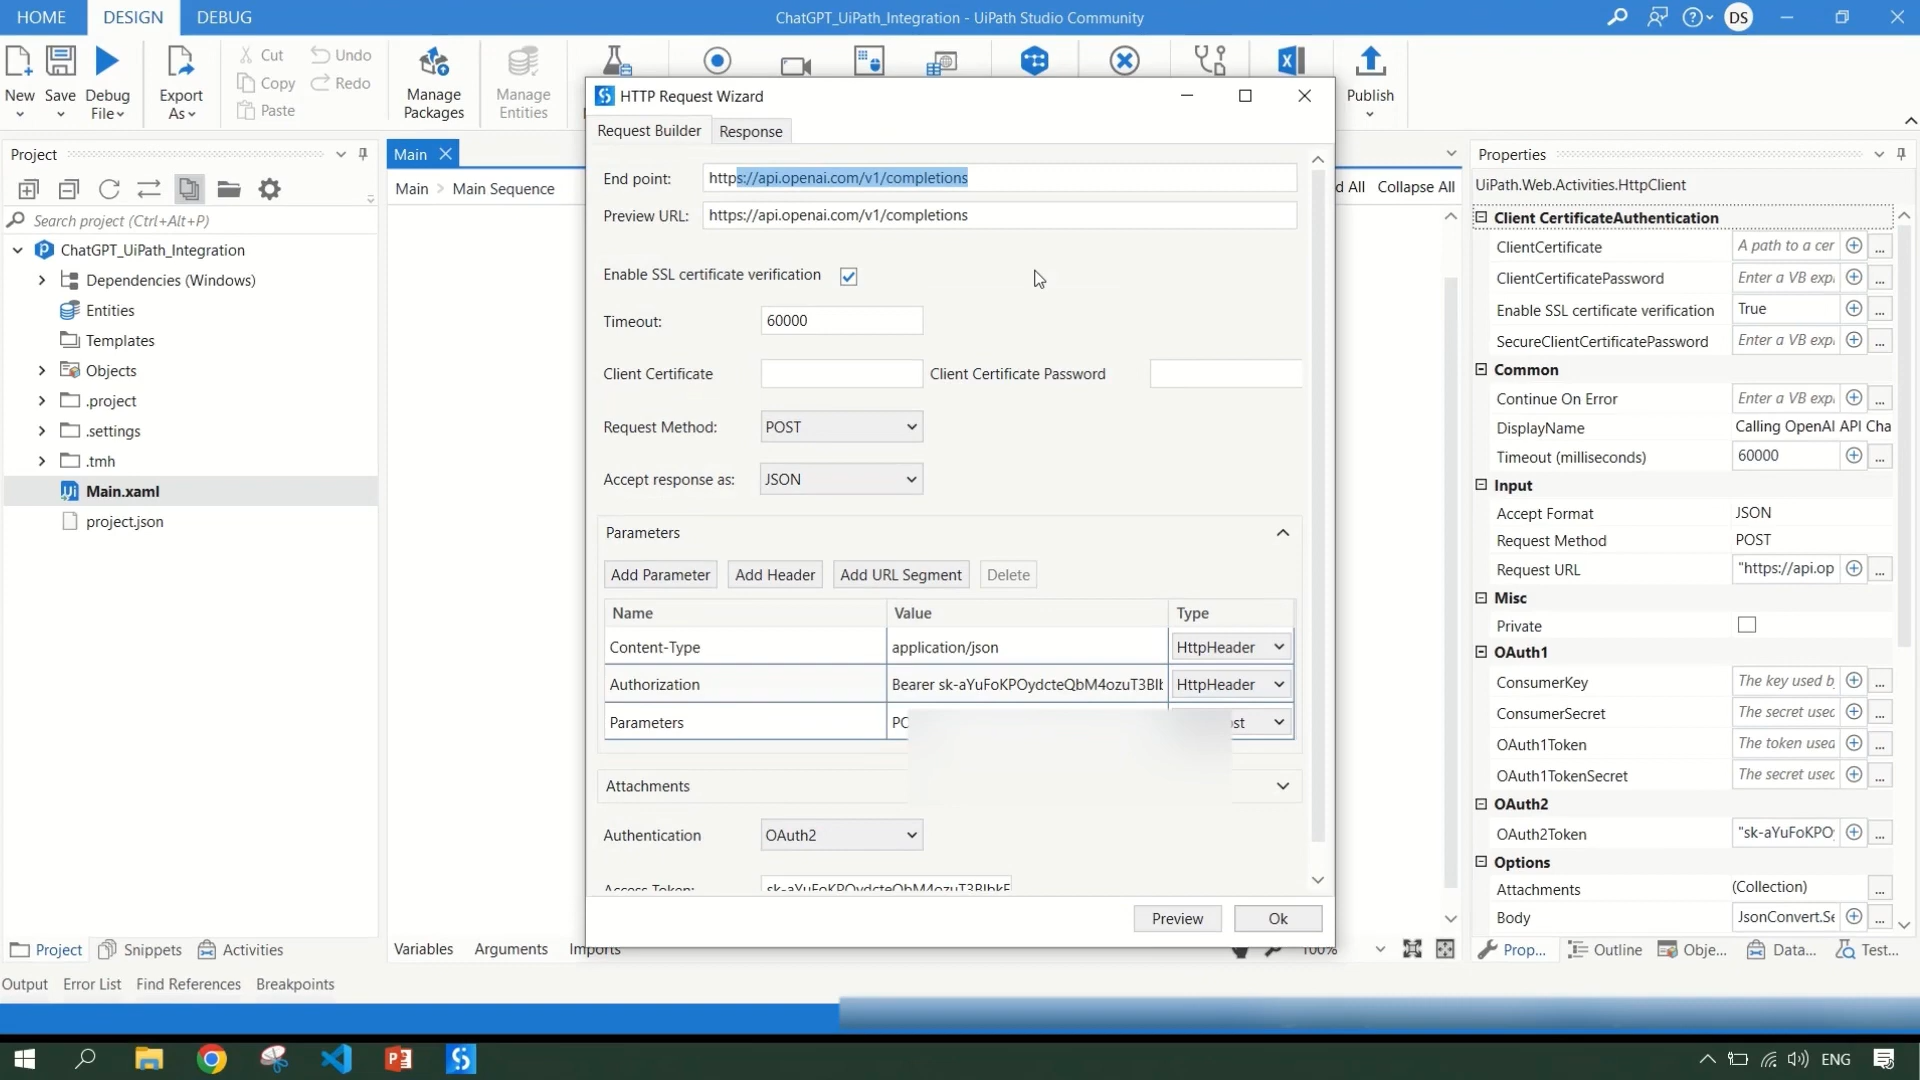 HOME
DESIGN
DEBUG
ChatGPT_UiPath_Integration - UiPath Studio Community
DS
New
Save
Debug File
Export As
Cut
Copy
Paste
Undo
Redo
Manage Packages
Manage Entities
Publish
Project
Search project (Ctrl+Alt+P)
ChatGPT_UiPath_Integration
Dependencies (Windows)
Entities
Templates
Objects
.project
.settings
.tmh
Main.xaml
project.json
Project
Snippets
Activities
Main
Main
Main Sequence
d All
Collapse All
Variables
Arguments
Imports
100%
HTTP Request Wizard
Request Builder
Response
End point:
https://api.openai.com/v1/completions
Preview URL:
https://api.openai.com/v1/completions
Enable SSL certificate verification
Timeout:
60000
Client Certificate
Client Certificate Password
Request Method:
POST
Accept response as:
JSON
Parameters
Add Parameter
Add Header
Add URL Segment
Delete
Name
Value
Type
Content-Type
application/json
HttpHeader
Authorization
Bearer sk-aYuFoKPOydcteQbM4ozuT3Blb
HttpHeader
Parameters
st
Attachments
Authentication
OAuth2
Access Token:
Preview
Ok
Properties
UiPath.Web.Activities.HttpClient
Client CertificateAuthentication
ClientCertificate
A path to a cer
...
ClientCertificatePassword
Enter a VB expr
...
Enable SSL certificate verification
True
...
SecureClientCertificatePassword
Enter a VB expr
...
Common
Continue On Error
Enter a VB expr
...
DisplayName
Calling OpenAI API Cha
Timeout (milliseconds)
60000
...
Input
Accept Format
JSON
Request Method
POST
Request URL
"https://api.op
...
Misc
Private
OAuth1
ConsumerKey
The key used b
...
ConsumerSecret
The secret usec
...
OAuth1Token
The token used
...
OAuth1TokenSecret
The secret usec
...
OAuth2
OAuth2Token
"sk-aYuFoKPO
...
Options
Attachments
(Collection)
...
Body
JsonConvert.Se
...
Prop...
Outline
Obje...
Data...
Test...
Output
Error List
Find References
Breakpoints
ENG